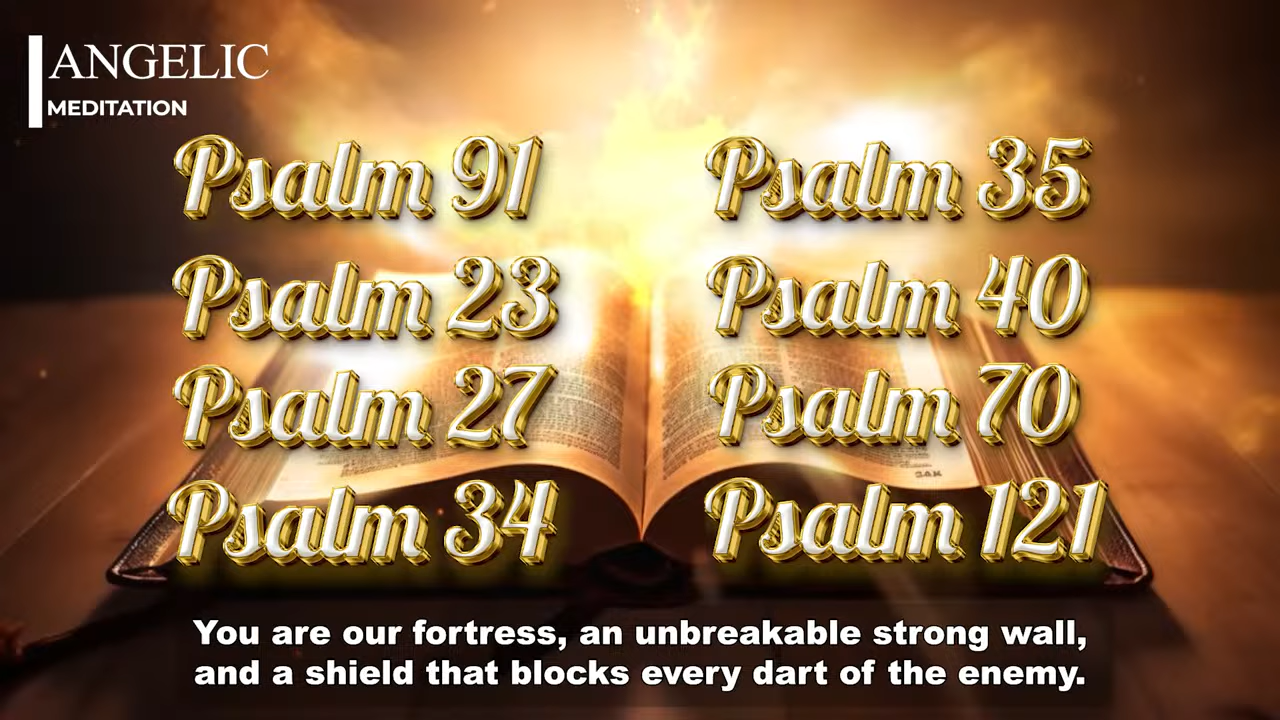 ANGELIC
MEDITATION
Psalm 91
Psalm 23
Psalm 27
Psalm 34
Psalm 35
Psalm 40
Psalm 70
Psalm 121
You are our fortress, an unbreakable strong wall,
and a shield that blocks every dart of the enemy.